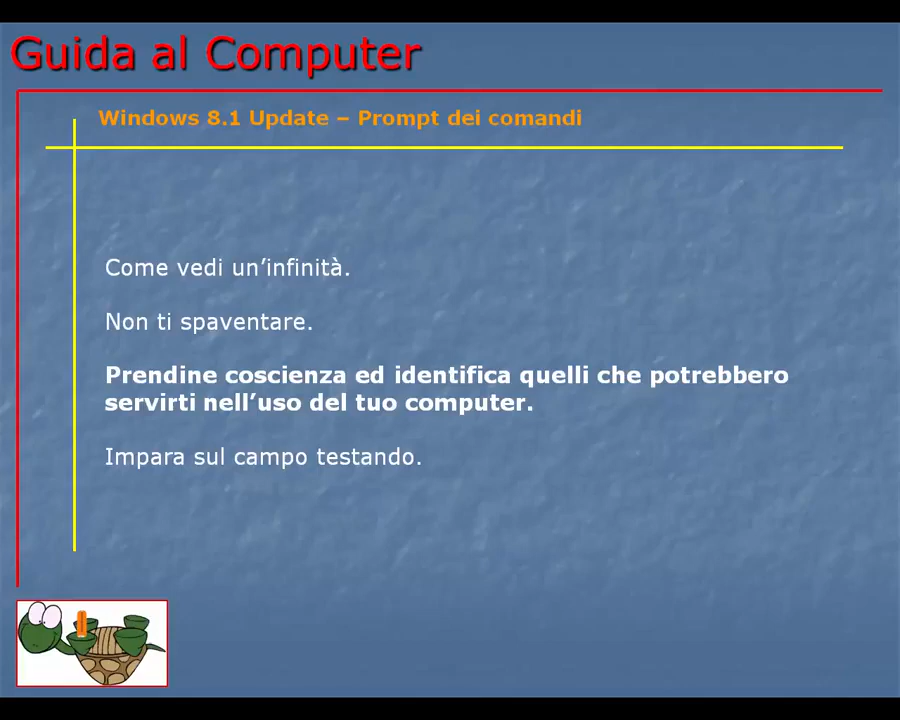 Guida al Computer
Windows 8.1 Update – Prompt dei comandi
Come vedi un’infinità.
Non ti spaventare.
Prendine coscienza ed identifica quelli che potrebbero
servirti nell’uso del tuo computer.
Impara sul campo testando.